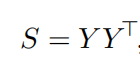 S = YY⊤,